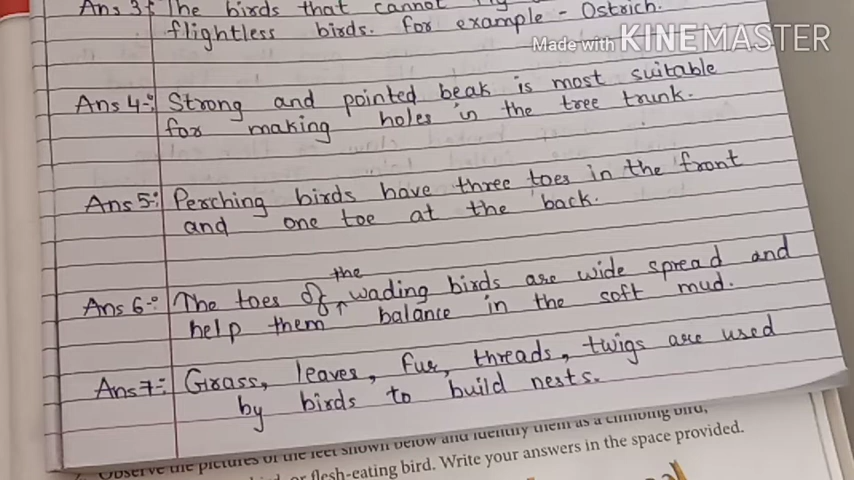 Ans 3:- The birds that cannot
flightless birds. for example - Ostrich.
Made with KINEMASTER
Ans 4:- Strong and pointed beak is most suitable
for making holes in the tree trunk.
Ans 5:- Perching birds have three toes in the front
and one toe at the back.
the
Ans 6:- The toes of ^ wading birds are wide spread and
help them balance in the soft mud.
Ans 7:- Grass, leaves, fur, threads, twigs are used
by birds to build nests.
Observe the pictures of the feet shown below and identify them as a climbing bird,
or flesh-eating bird. Write your answers in the space provided.